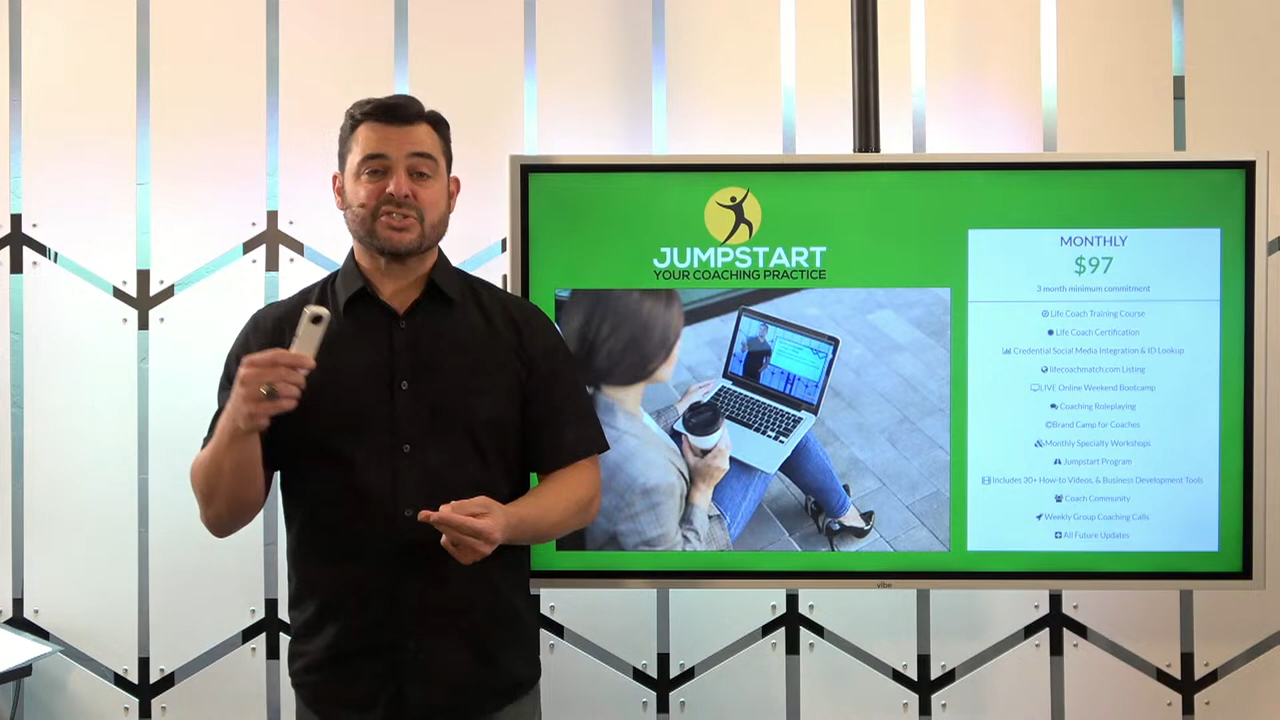 JUMPSTART
YOUR COACHING PRACTICE
MONTHLY
$97
3 month minimum commitment
Life Coach Training Course
Life Coach Certification
Credential Social Media Integration & ID Lookup
lifecoachmatch.com Listing
LIVE Online Weekend Bootcamp
Coaching Roleplaying
Brand Camp for Coaches
Monthly Specialty Workshops
Jumpstart Program
Includes 30+ How-to Videos, & Business Development Tools
Coach Community
Weekly Group Coaching Calls
All Future Updates
vibe